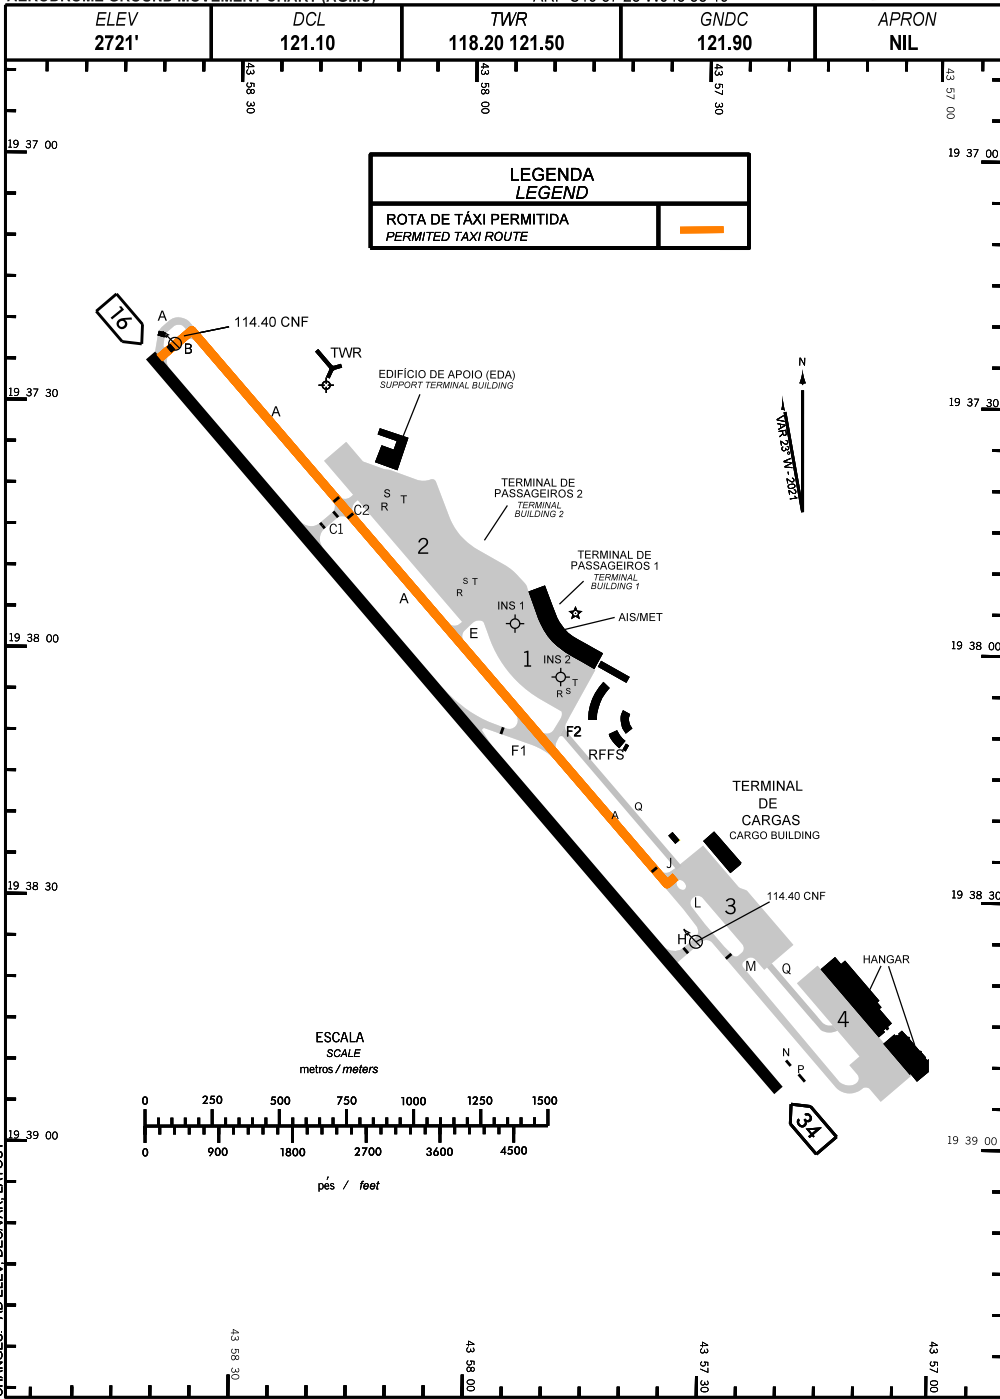 ELEV
2721'
DCL
121.10
TWR
118.20 121.50
GNDC
121.90
APRON
NIL
43 58 30
43 58 00
43 57 30
43 57 00
19 37 00
19 37 00
LEGENDA
LEGEND
ROTA DE TÁXI PERMITIDA
PERMITED TAXI ROUTE
16
A
B
114.40 CNF
TWR
EDIFÍCIO DE APOIO (EDA)
SUPPORT TERMINAL BUILDING
N
VAR 23° W - 2021
19 37 30
19 37 30
A
S
R
T
C2
C1
TERMINAL DE
PASSAGEIROS 2
TERMINAL
BUILDING 2
2
TERMINAL DE
PASSAGEIROS 1
TERMINAL
BUILDING 1
S T
R
A
INS 1
AIS/MET
E
1
INS 2
T
R S
19 38 00
19 38 00
F2
F1
RFFS
Q
A
TERMINAL
DE
CARGAS
CARGO BUILDING
J
19 38 30
19 38 30
L
3
114.40 CNF
H
M
Q
HANGAR
4
N
P
34
ESCALA
SCALE
metros / meters
0 250 500 750 1000 1250 1500
0 900 1800 2700 3600 4500
pés / feet
19 39 00
19 39 00
43 58 30
43 58 00
43 57 30
43 57 00